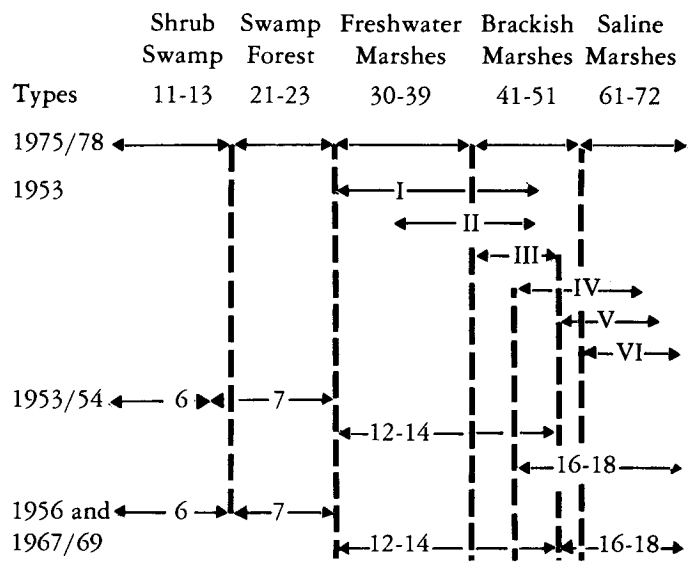 Shrub Swamp Freshwater Brackish Saline
Swamp Forest Marshes Marshes Marshes
Types 11-13 21-23 30-39 41-51 61-72
1975/78
1953 I
II
III
IV
V
VI
1953/54 6 7
12-14
16-18
1956 and 6 7
1967/69 12-14 16-18